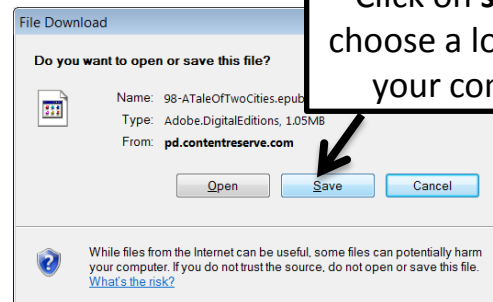 File Download
Click on s
choose a lo
your con
Do you want to open or save this file?
Name: 98-ATaleOfTwoCities.epub
Type: Adobe.DigitalEditions, 1.05MB
From: pd.contentreserve.com
Open Save Cancel
While files from the Internet can be useful, some files can potentially harm
your computer. If you do not trust the source, do not open or save this file.
What's the risk?